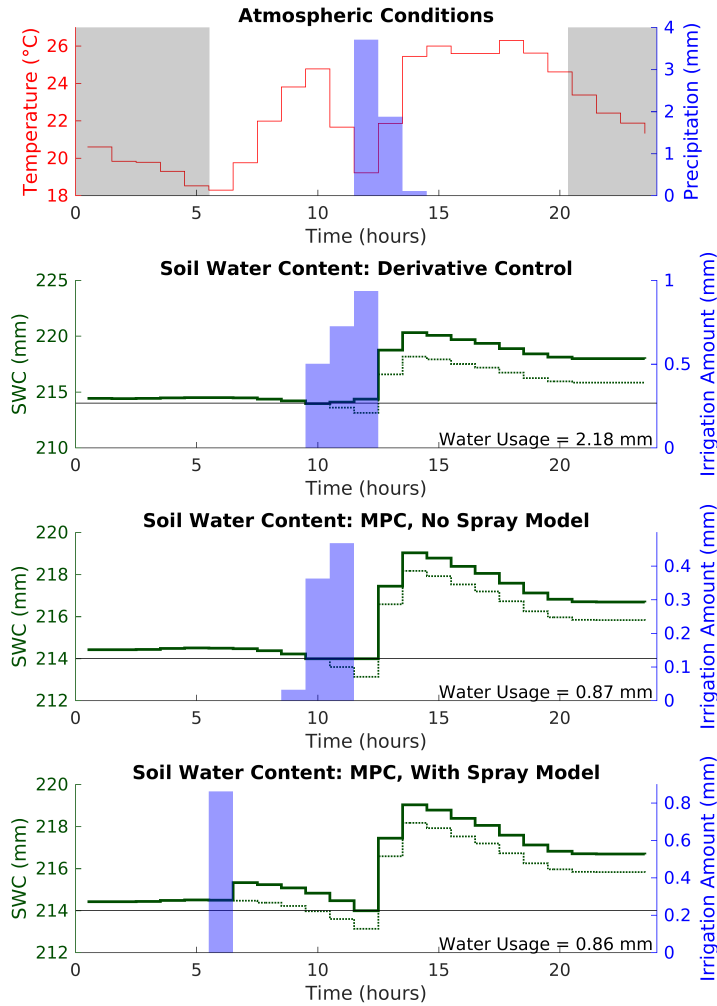 Atmospheric Conditions
Temperature (°C)
26
24
22
20
18
4
3
2
1
0
Precipitation (mm)
0 5 10 15 20
Time (hours)
Soil Water Content: Derivative Control
SWC (mm)
225
220
215
210
1
0.5
0
Irrigation Amount (mm)
Water Usage = 2.18 mm
0 5 10 15 20
Time (hours)
Soil Water Content: MPC, No Spray Model
SWC (mm)
220
218
216
214
212
0.4
0.3
0.2
0.1
0
Irrigation Amount (mm)
Water Usage = 0.87 mm
0 5 10 15 20
Time (hours)
Soil Water Content: MPC, With Spray Model
SWC (mm)
220
218
216
214
212
0.8
0.6
0.4
0.2
0
Irrigation Amount (mm)
Water Usage = 0.86 mm
0 5 10 15 20
Time (hours)